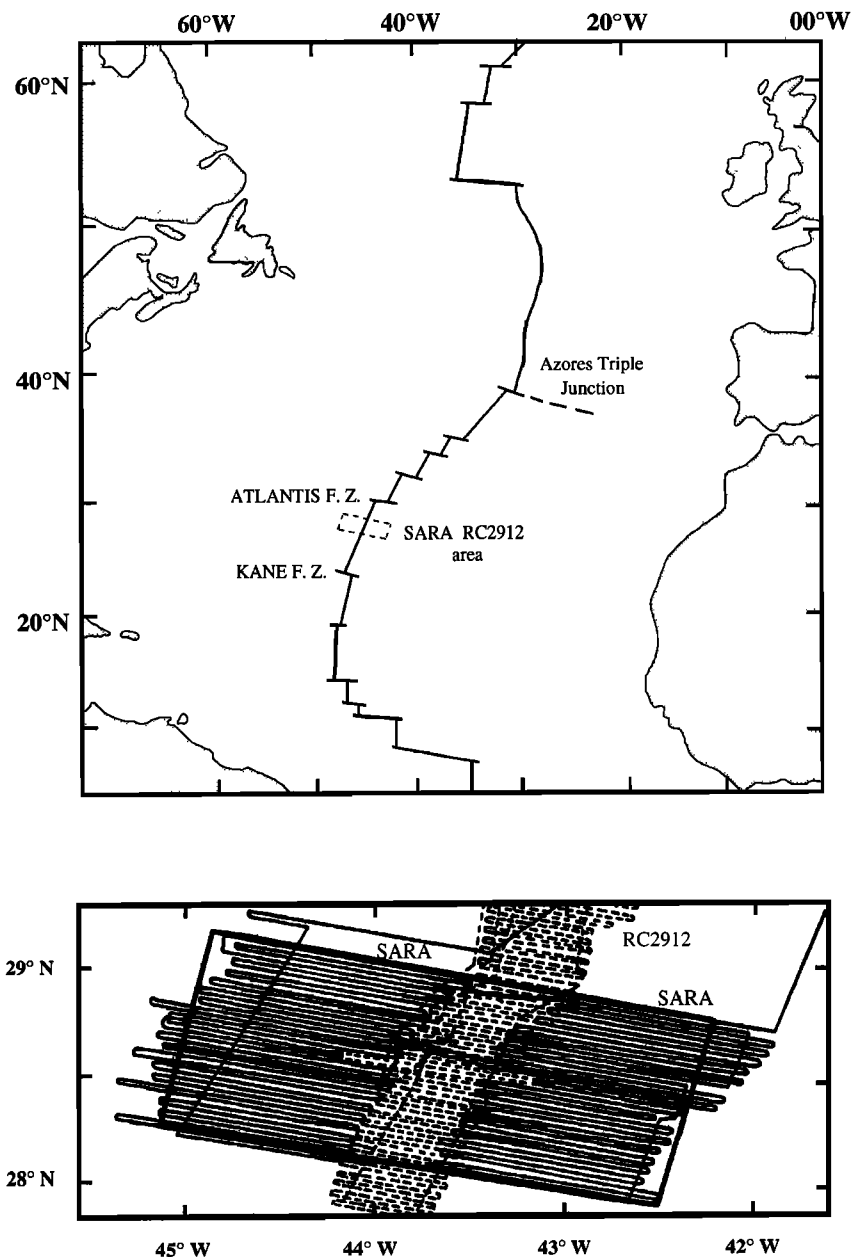 60°W 40°W 20°W 00°W
60°N
40°N
Azores Triple
Junction
ATLANTIS F. Z.
SARA RC2912
area
KANE F. Z.
20°N
SARA
RC2912
29° N
SARA
28° N
45° W 44° W 43° W 42° W